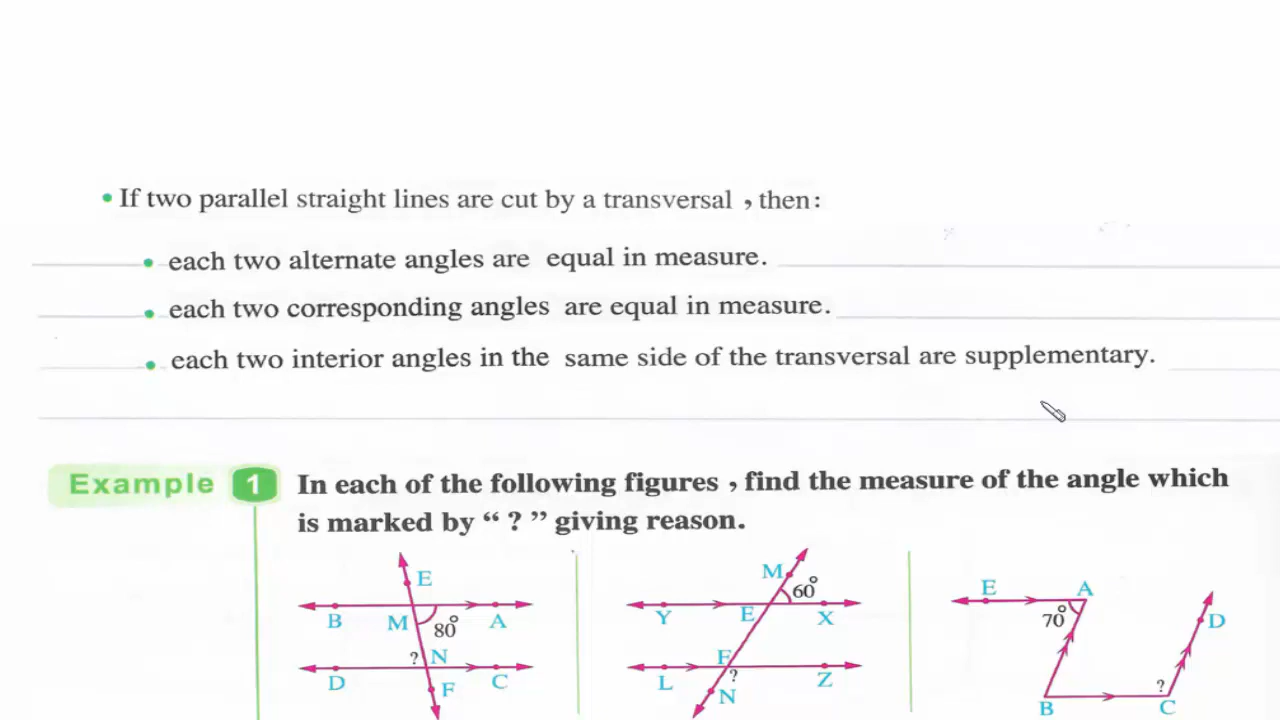 • If two parallel straight lines are cut by a transversal , then:
• each two alternate angles are equal in measure.
• each two corresponding angles are equal in measure.
• each two interior angles in the same side of the transversal are supplementary.
Example 1 In each of the following figures , find the measure of the angle which
is marked by “ ? ” giving reason.
E
B M 80° A
? N
D F C
M 60°
Y E X
F ?
L N Z
E A
70° D
?
B C